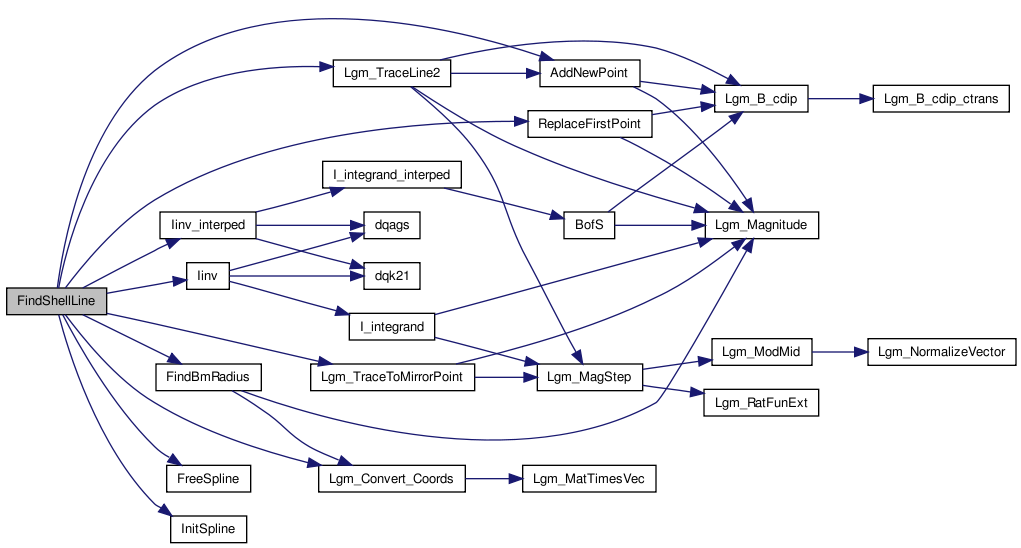 FindShellLine
Lgm_TraceLine2
AddNewPoint
ReplaceFirstPoint
Lgm_B_cdip
Lgm_B_cdip_ctrans
I_integrand_interped
Iinv_interped
dqags
BofS
Lgm_Magnitude
Iinv
dqk21
I_integrand
FindBmRadius
Lgm_TraceToMirrorPoint
Lgm_MagStep
Lgm_ModMid
Lgm_NormalizeVector
Lgm_RatFunExt
FreeSpline
Lgm_Convert_Coords
Lgm_MatTimesVec
InitSpline